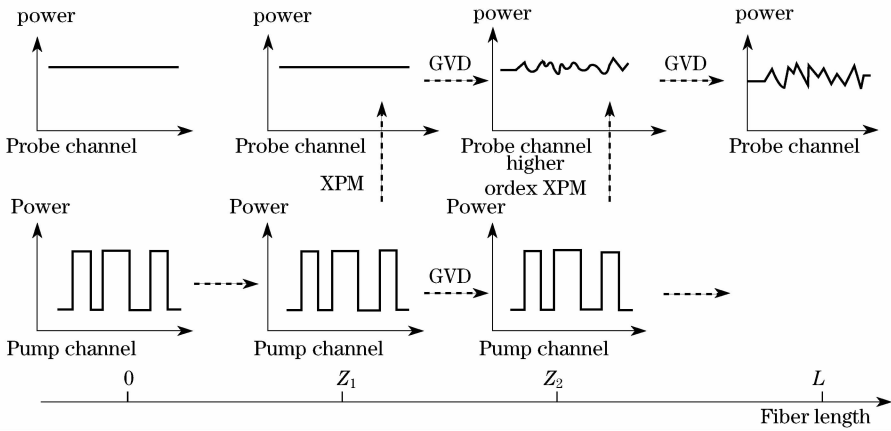 power power power power
GVD GVD
Probe channel Probe channel Probe channel Probe channel
higher
XPM ordex XPM
Power Power Power
GVD
Pump channel Pump channel Pump channel
0 Z1 Z2 L
Fiber length